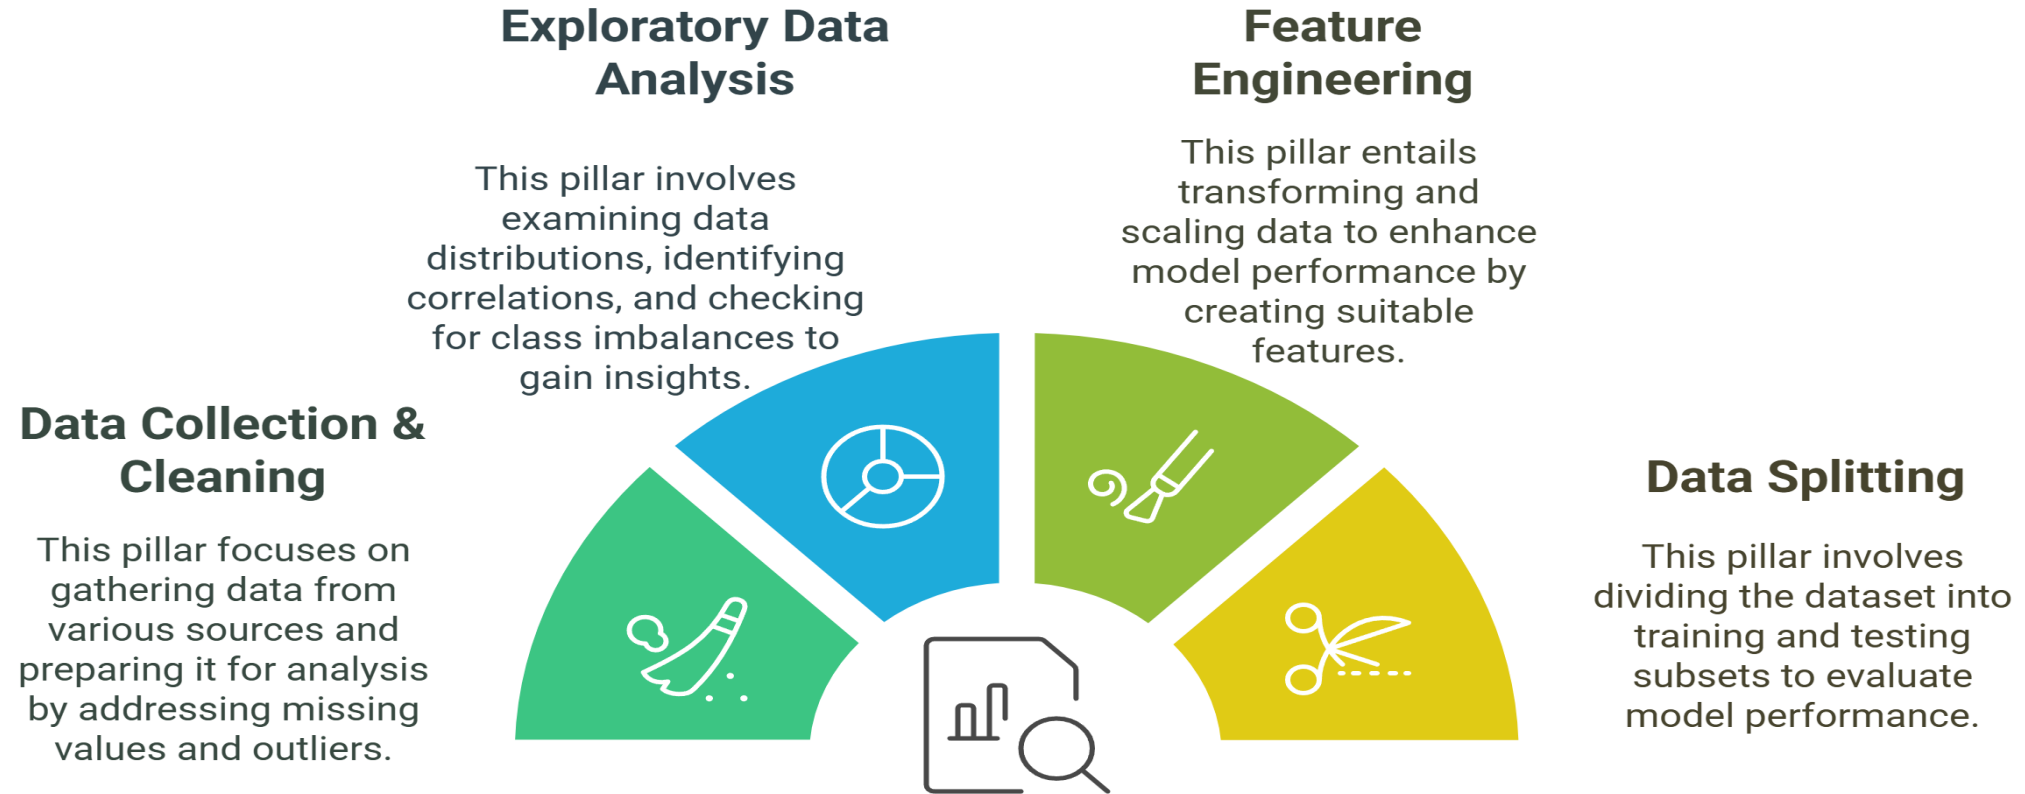 Data Collection &
Cleaning
This pillar focuses on
gathering data from
various sources and
preparing it for analysis
by addressing missing
values and outliers.
Exploratory Data
Analysis
This pillar involves
examining data
distributions, identifying
correlations, and checking
for class imbalances to
gain insights.
Feature
Engineering
This pillar entails
transforming and
scaling data to enhance
model performance by
creating suitable
features.
Data Splitting
This pillar involves
dividing the dataset into
training and testing
subsets to evaluate
model performance.